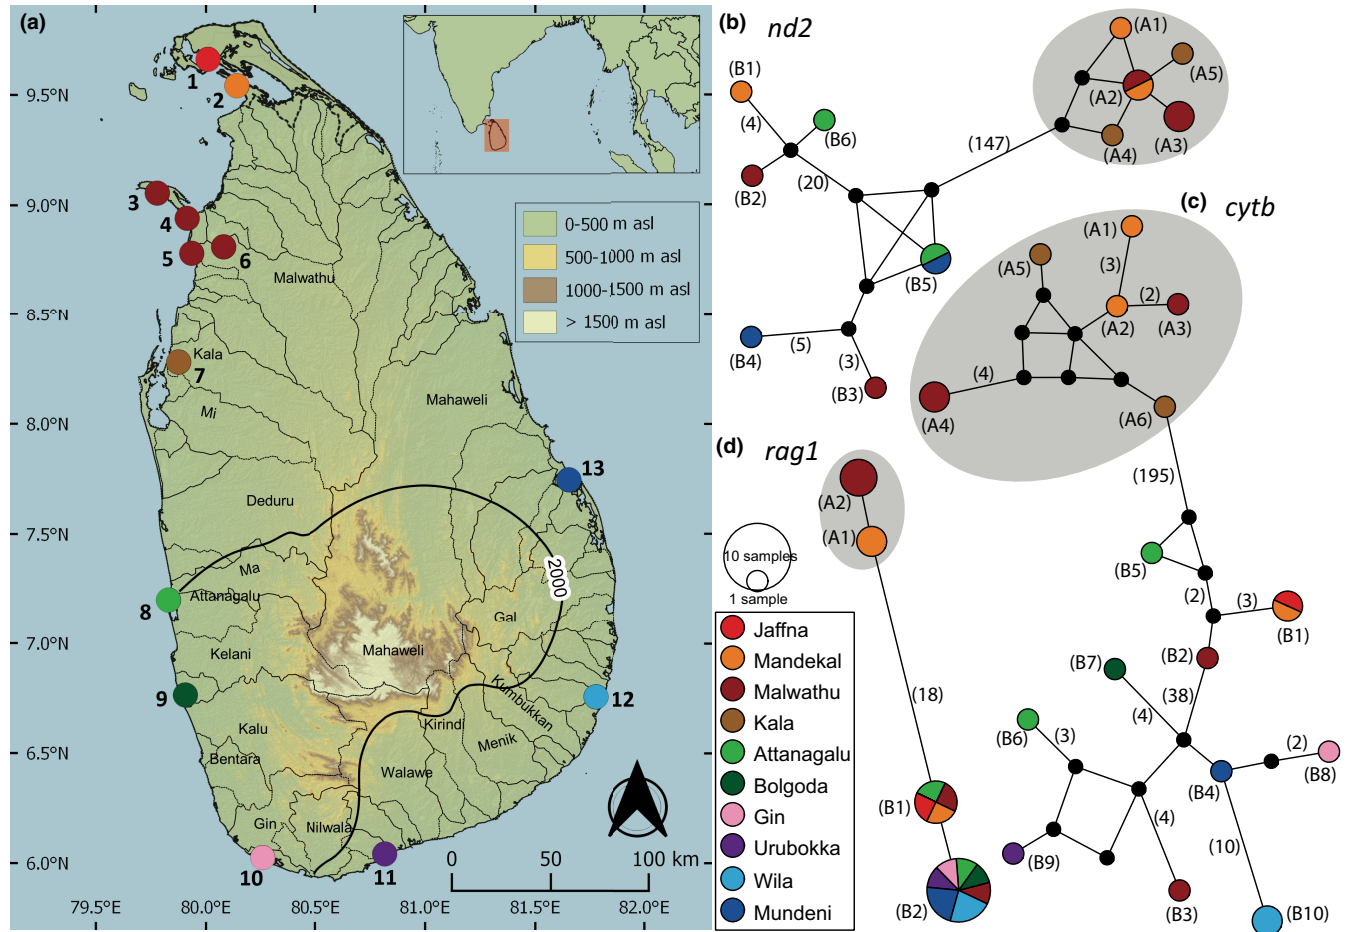 (a)
1
2
3
4
5
6
7
8
9
10
11
12
13
9.5°N
9.0°N
8.5°N
8.0°N
7.5°N
7.0°N
6.5°N
6.0°N
79.5°E
80.0°E
80.5°E
81.0°E
81.5°E
82.0°E
0-500 m asl
500-1000 m asl
1000-1500 m asl
> 1500 m asl
Malwathu
Kala
Mi
Mahaweli
Deduru
Ma
Attanagalu
Kelani
Mahaweli
Gal
2000
Kumbukkan
Kirindi
Menik
Kalu
Bentara
Walawe
Gin
Nilwala
0
50
100 km
(b) nd2
(B1)
(4)
(B6)
(B2)
(20)
(147)
(B5)
(B4)
(5)
(3)
(B3)
(A1)
(A2)
(A5)
(A4)
(A3)
(c) cytb
(A1)
(A5)
(3)
(2)
(A2)
(A3)
(4)
(A4)
(A6)
(195)
(B5)
(2)
(3)
(B1)
(B2)
(B7)
(38)
(4)
(B6)
(3)
(B4)
(2)
(B8)
(4)
(10)
(B9)
(B3)
(B10)
(d) rag1
(A2)
(A1)
(18)
(B1)
(B2)
10 samples
1 sample
Jaffna
Mandekal
Malwathu
Kala
Attanagalu
Bolgoda
Gin
Urubokka
Wila
Mundeni